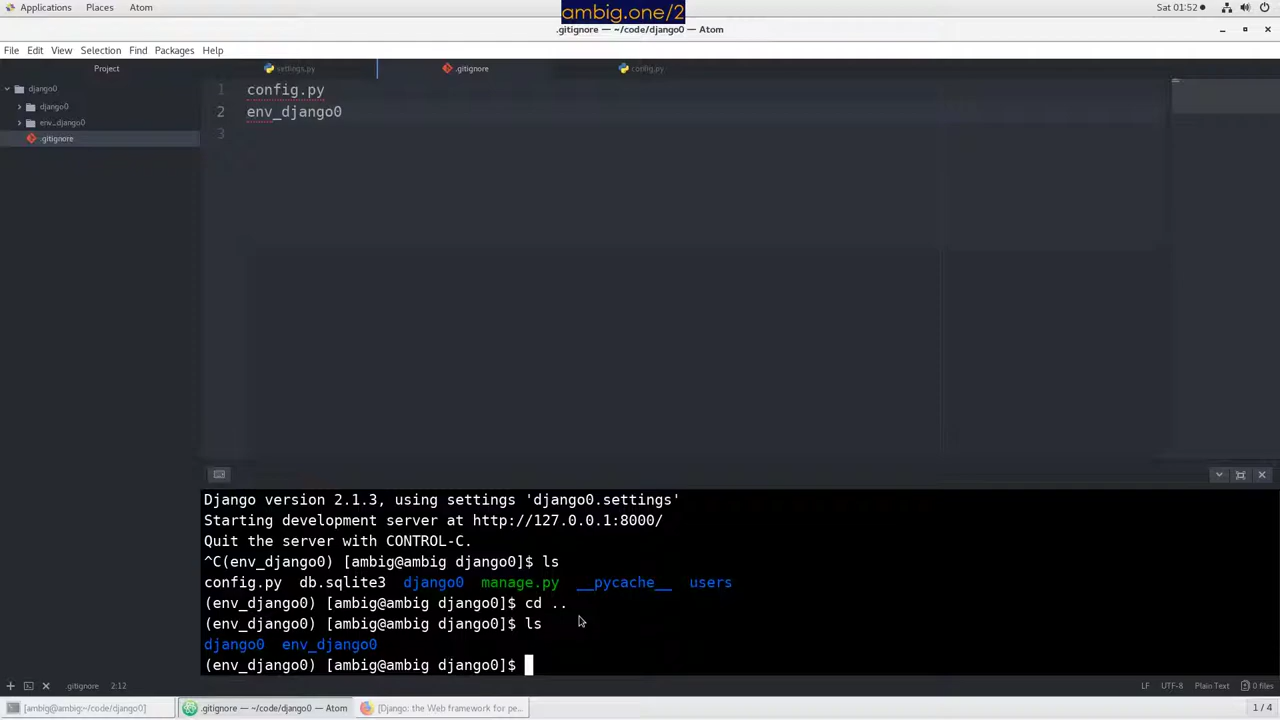 Applications Places Atom
ambig.one/2
Sat 01:52
.gitignore — ~/code/django0 — Atom
File Edit View Selection Find Packages Help
Project
settings.py
.gitignore
config.py
django0
django0
env_django0
.gitignore
1 config.py
2 env_django0
3
Django version 2.1.3, using settings 'django0.settings'
Starting development server at http://127.0.0.1:8000/
Quit the server with CONTROL-C.
^C(env_django0) [ambig@ambig django0]$ ls
config.py db.sqlite3 django0 manage.py __pycache__ users
(env_django0) [ambig@ambig django0]$ cd ..
(env_django0) [ambig@ambig django0]$ ls
django0 env_django0
(env_django0) [ambig@ambig django0]$
.gitignore 2:12
LF UTF-8 Plain Text 0 files
[ambig@ambig:~/code/django0]
.gitignore — ~/code/django0 — Atom
[Django: the Web framework for pe...
1 / 4